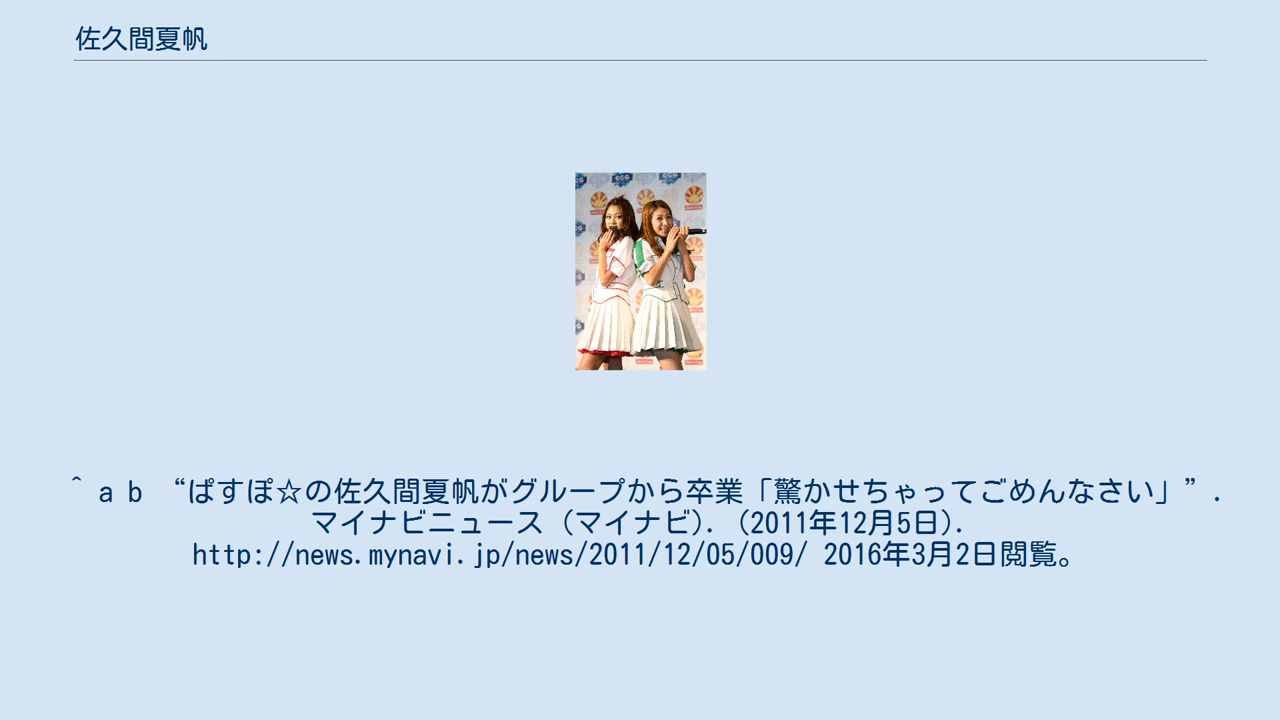 佐久間夏帆
^ a b “ぱすぽ☆の佐久間夏帆がグループから卒業「驚かせちゃってごめんなさい」”.
マイナビニュース (マイナビ). (2011年12月5日).
http://news.mynavi.jp/news/2011/12/05/009/ 2016年3月2日閲覧。